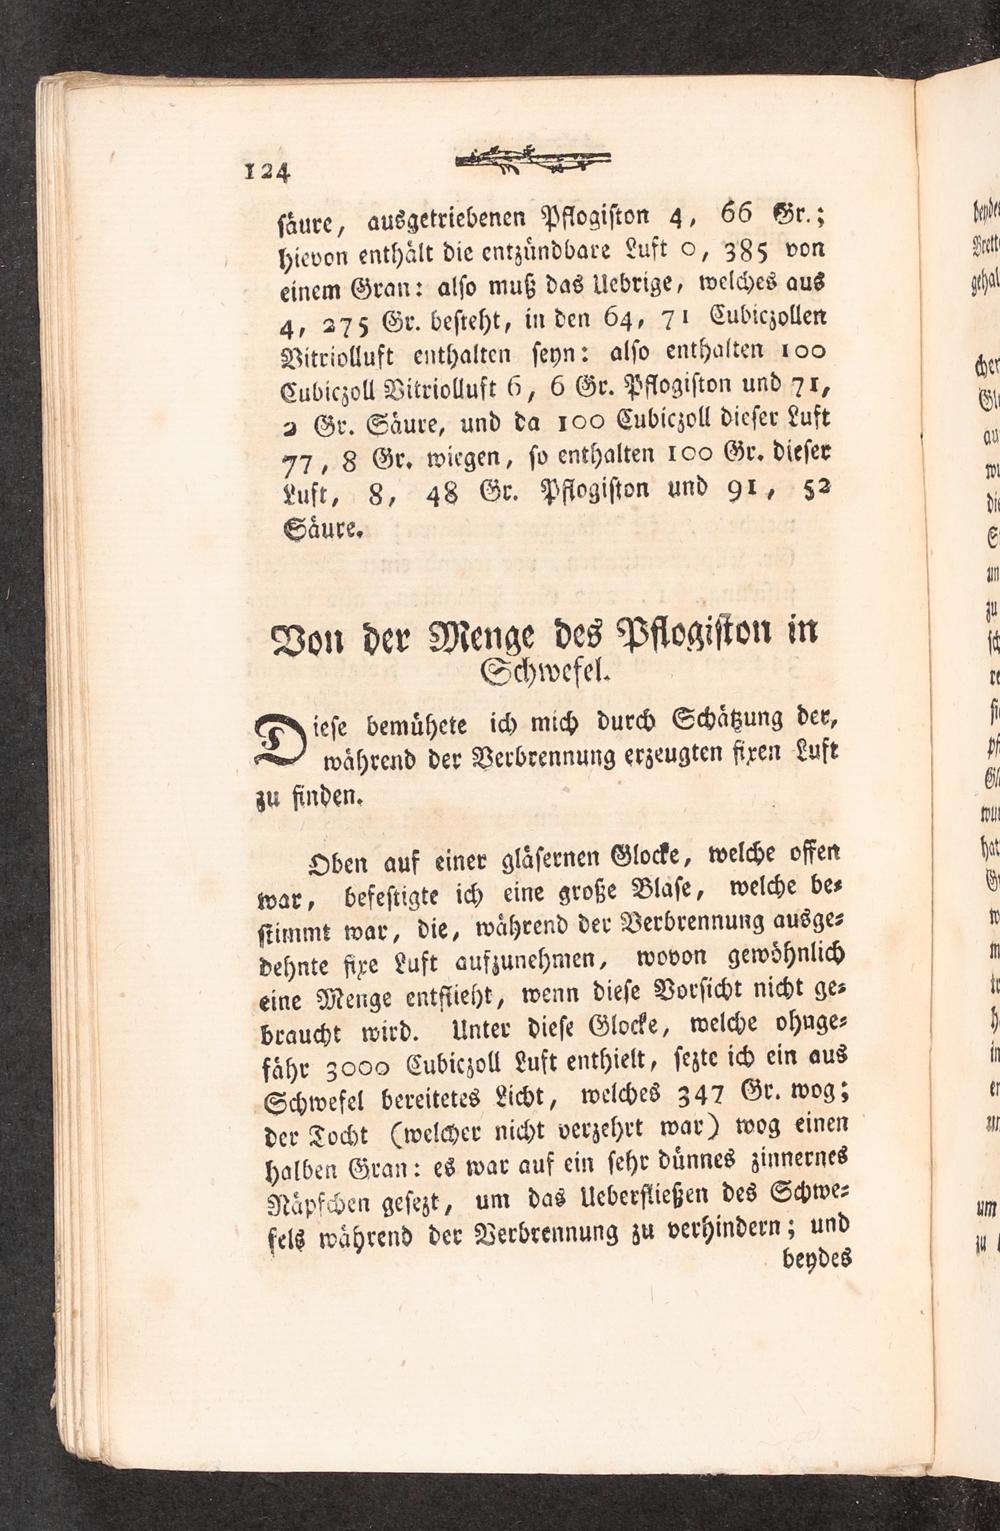 124
säure, ausgetriebenen Pflogiston 4, 66 Gr.;
hievon enthält die entzündbare Luft 0, 385 von
einem Gran: also muß das Uebrige, welches aus
4, 275 Gr. besteht, in den 64, 71 Cubiczollen
Vitriolluft enthalten seyn: also enthalten 100
Cubiczoll Vitriolluft 6, 6 Gr. Pflogiston und 71,
2 Gr. Säure, und da 100 Cubiczoll dieser Luft
77, 8 Gr. wiegen, so enthalten 100 Gr. dieser
Luft, 8, 48 Gr. Pflogiston und 91, 52
Säure.
Von der Menge des Pflogiston in
Schwefel.
Diese bemühete ich mich durch Schätzung der,
während der Verbrennung erzeugten fixen Luft
zu finden.
Oben auf einer gläsernen Glocke, welche offen
war, befestigte ich eine große Blase, welche be⸗
stimmt war, die, während der Verbrennung ausge⸗
dehnte fixe Luft aufzunehmen, wovon gewöhnlich
eine Menge entflieht, wenn diese Vorsicht nicht ge⸗
braucht wird. Unter diese Glocke, welche ohnge⸗
fähr 3000 Cubiczoll Luft enthielt, sezte ich ein aus
Schwefel bereitetes Licht, welches 347 Gr. wog;
der Tocht (welcher nicht verzehrt war) wog einen
halben Gran: es war auf ein sehr dünnes zinnernes
Näpfchen gesezt, um das Ueberfließen des Schwe⸗
fels während der Verbrennung zu verhindern; und
beydes